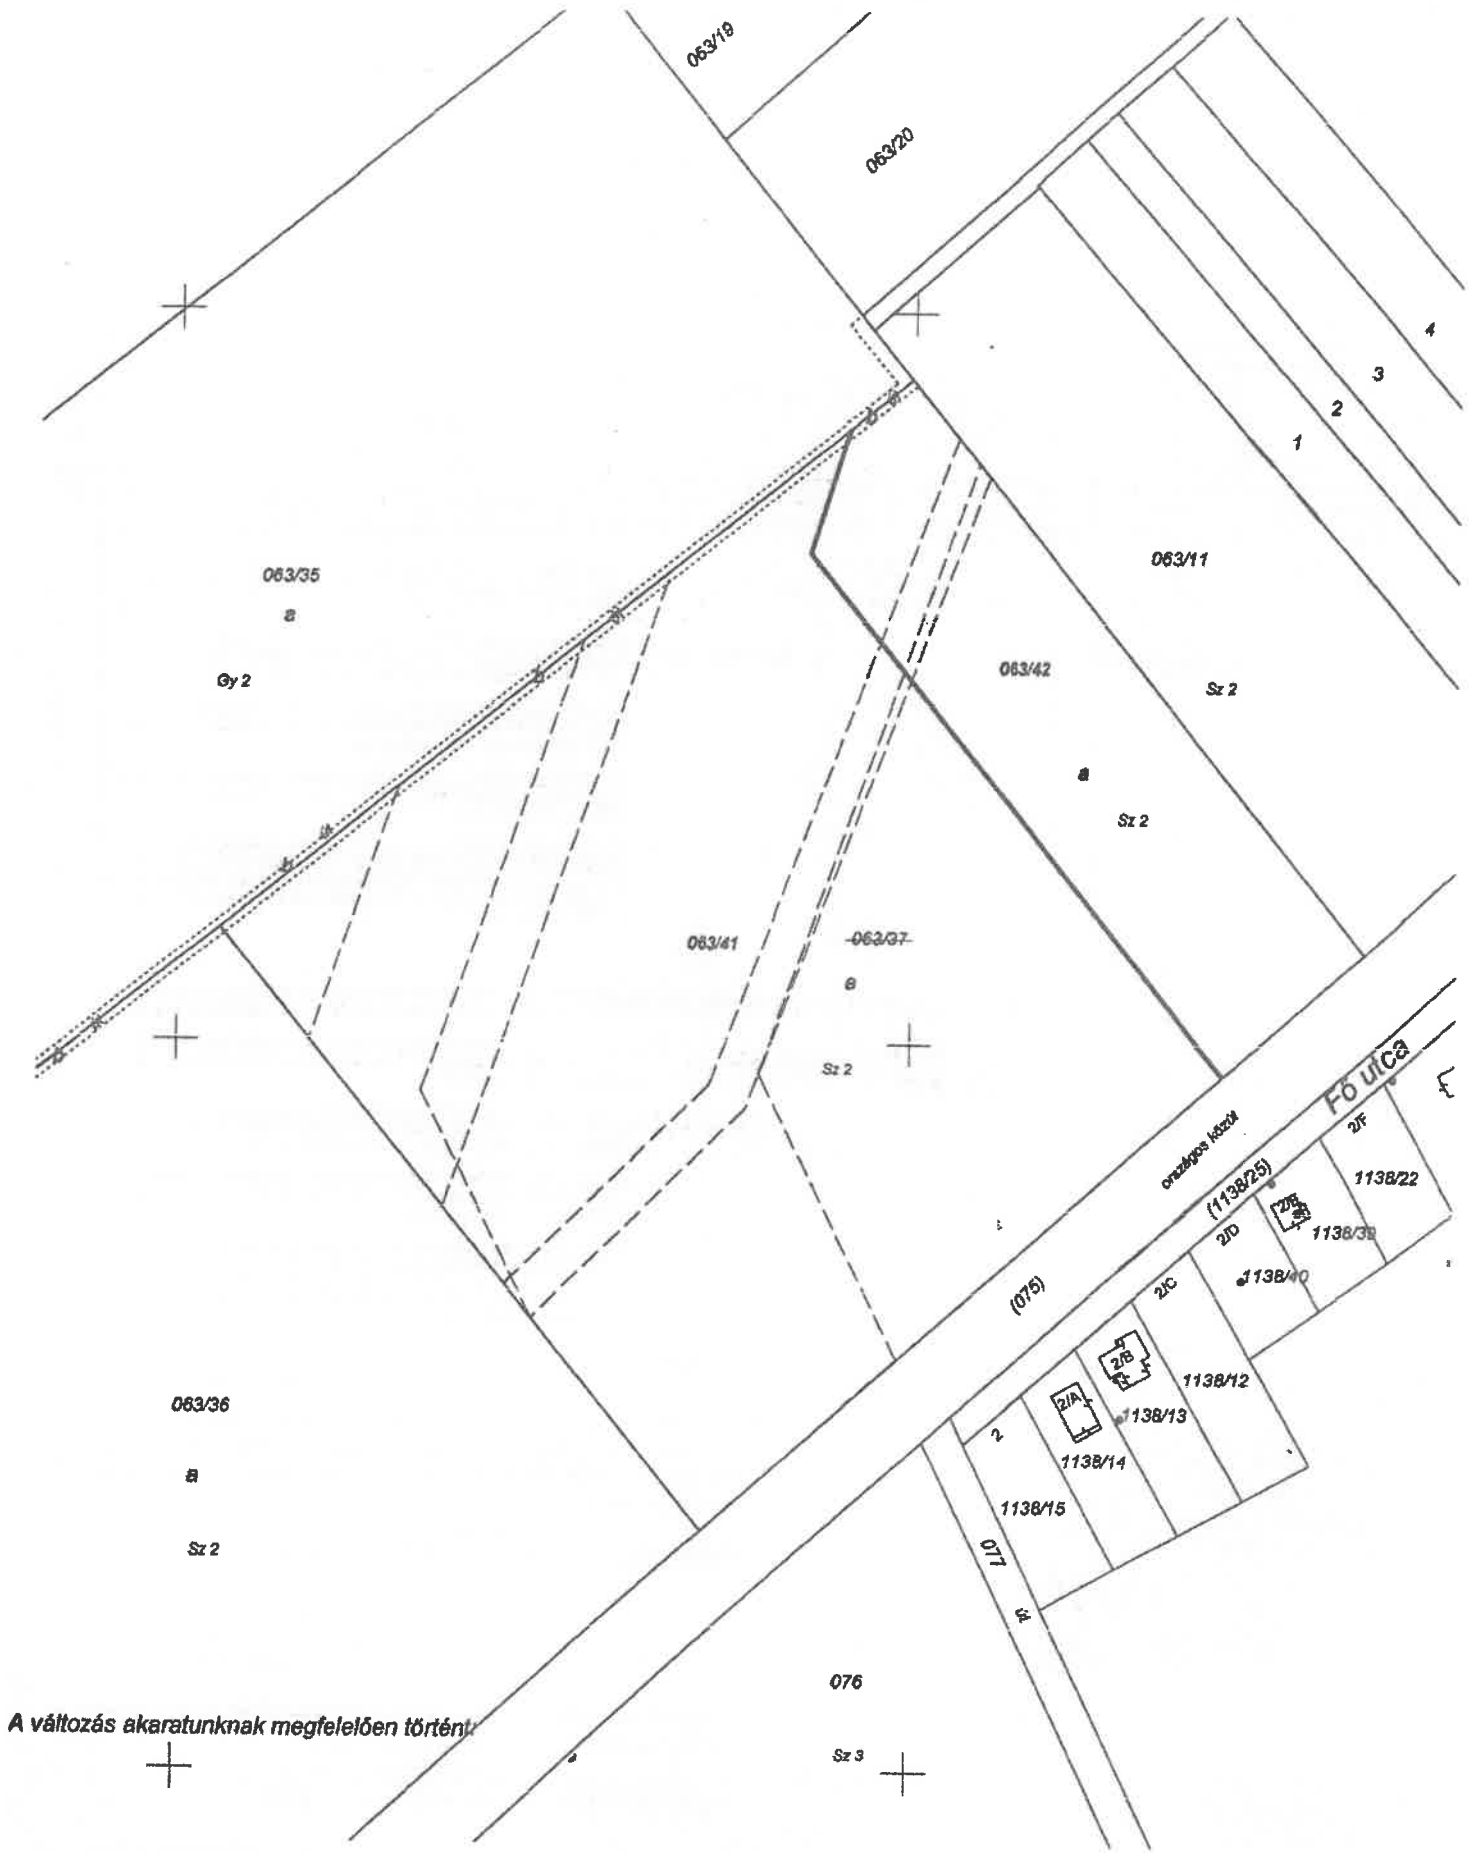 063/19
063/20
4
3
2
1
063/11
Sz 2
063/35
a
Gy 2
b
b
b
b
063/42
a
Sz 2
063/41
063/37
a
Sz 2
Fő utca
E
országos közút
(1138/25)
(075)
2/F
1138/22
2/E
1138/39
2/D
1138/40
2/C
1138/12
2/B
1138/13
2/A
1138/14
2
1138/15
063/36
a
Sz 2
077
út
076
Sz 3
A változás akaratunknak megfelelően történt